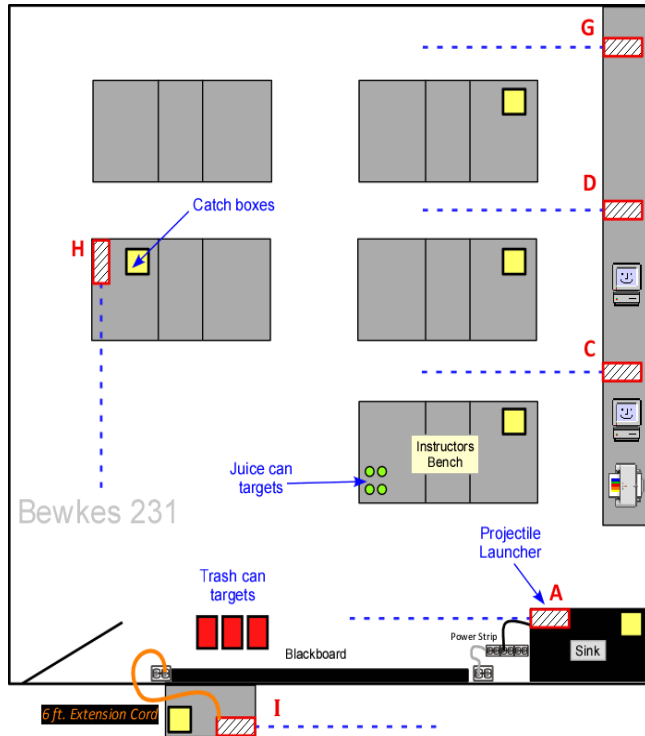 G
D
Catch boxes
H
C
Instructors
Bench
Juice can
targets
Bewkes 231
Projectile
Launcher
Trash can
targets
A
Power Strip
Blackboard
Sink
6 ft. Extension Cord
I